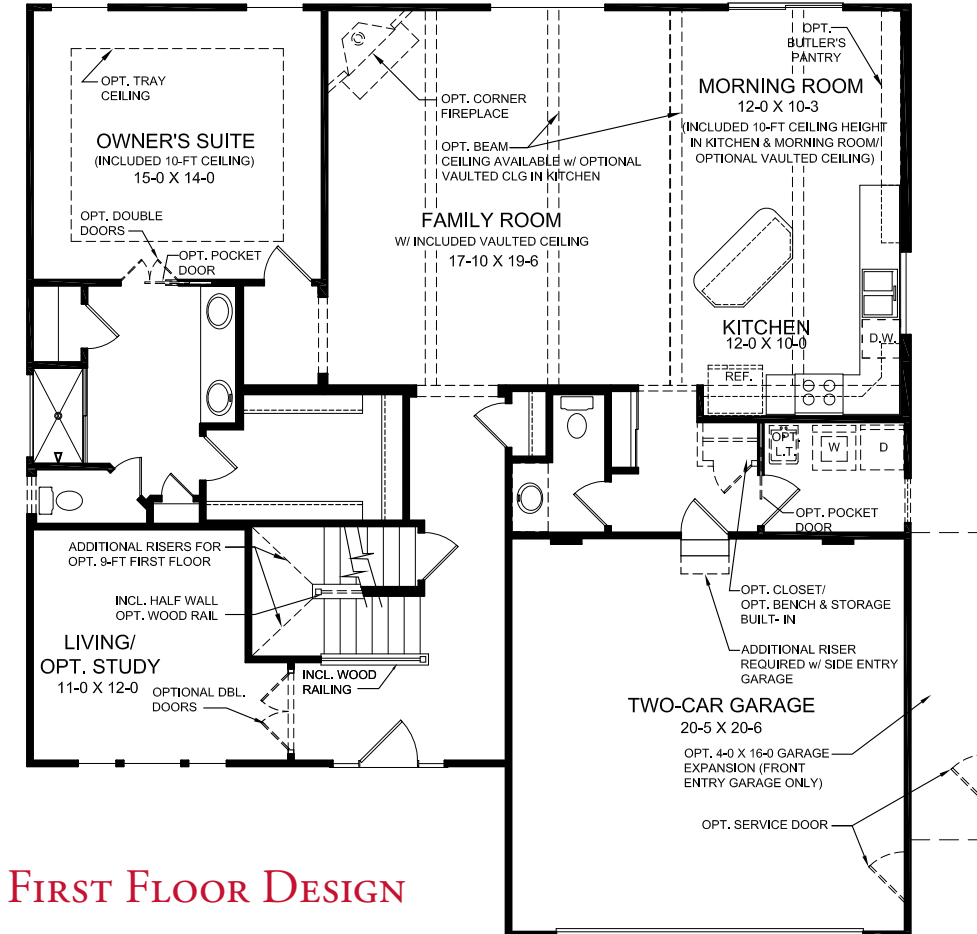 OPT. TRAY
CEILING
OWNER'S SUITE
(INCLUDED 10-FT CEILING)
15-0 X 14-0
OPT. DOUBLE
DOORS
OPT. POCKET
DOOR
OPT. CORNER
FIREPLACE
OPT. BEAM
CEILING AVAILABLE w/ OPTIONAL
VAULTED CLG IN KITCHEN
FAMILY ROOM
W/ INCLUDED VAULTED CEILING
17-10 X 19-6
OPT.
BUTLER'S
PANTRY
MORNING ROOM
12-0 X 10-3
(INCLUDED 10-FT CEILING HEIGHT
IN KITCHEN & MORNING ROOM/
OPTIONAL VAULTED CEILING)
KITCHEN
12-0 X 10-0
D.W.
REF.
OPT.
L.T.
W
D
OPT. POCKET
DOOR
ADDITIONAL RISERS FOR
OPT. 9-FT FIRST FLOOR
INCL. HALF WALL
OPT. WOOD RAIL
LIVING/
OPT. STUDY
11-0 X 12-0
OPTIONAL DBL.
DOORS
INCL. WOOD
RAILING
OPT. CLOSET/
OPT. BENCH & STORAGE
BUILT- IN
ADDITIONAL RISER
REQUIRED w/ SIDE ENTRY
GARAGE
TWO-CAR GARAGE
20-5 X 20-6
OPT. 4-0 X 16-0 GARAGE
EXPANSION (FRONT
ENTRY GARAGE ONLY)
OPT. SERVICE DOOR
FIRST FLOOR DESIGN